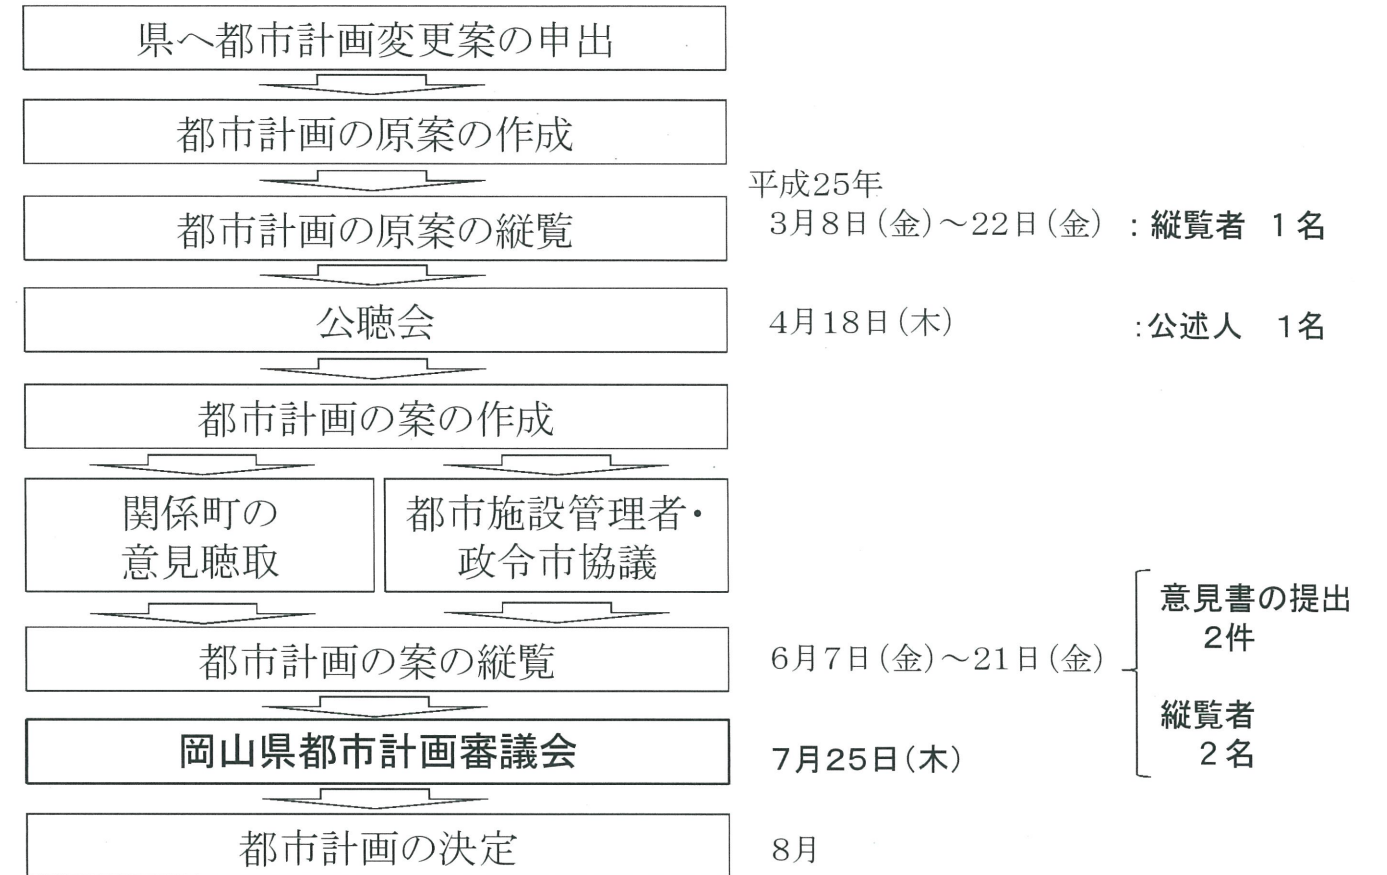 県へ都市計画変更案の申出
都市計画の原案の作成
平成25年
都市計画の原案の縦覧
3月8日(金)～22日(金) : 縦覧者 1名
公聴会
4月18日(木) :公述人 1名
都市計画の案の作成
関係町の
意見聴取
都市施設管理者・
政令市協議
都市計画の案の縦覧
6月7日(金)～21日(金)
意見書の提出
2件
縦覧者
2名
岡山県都市計画審議会
7月25日(木)
都市計画の決定
8月